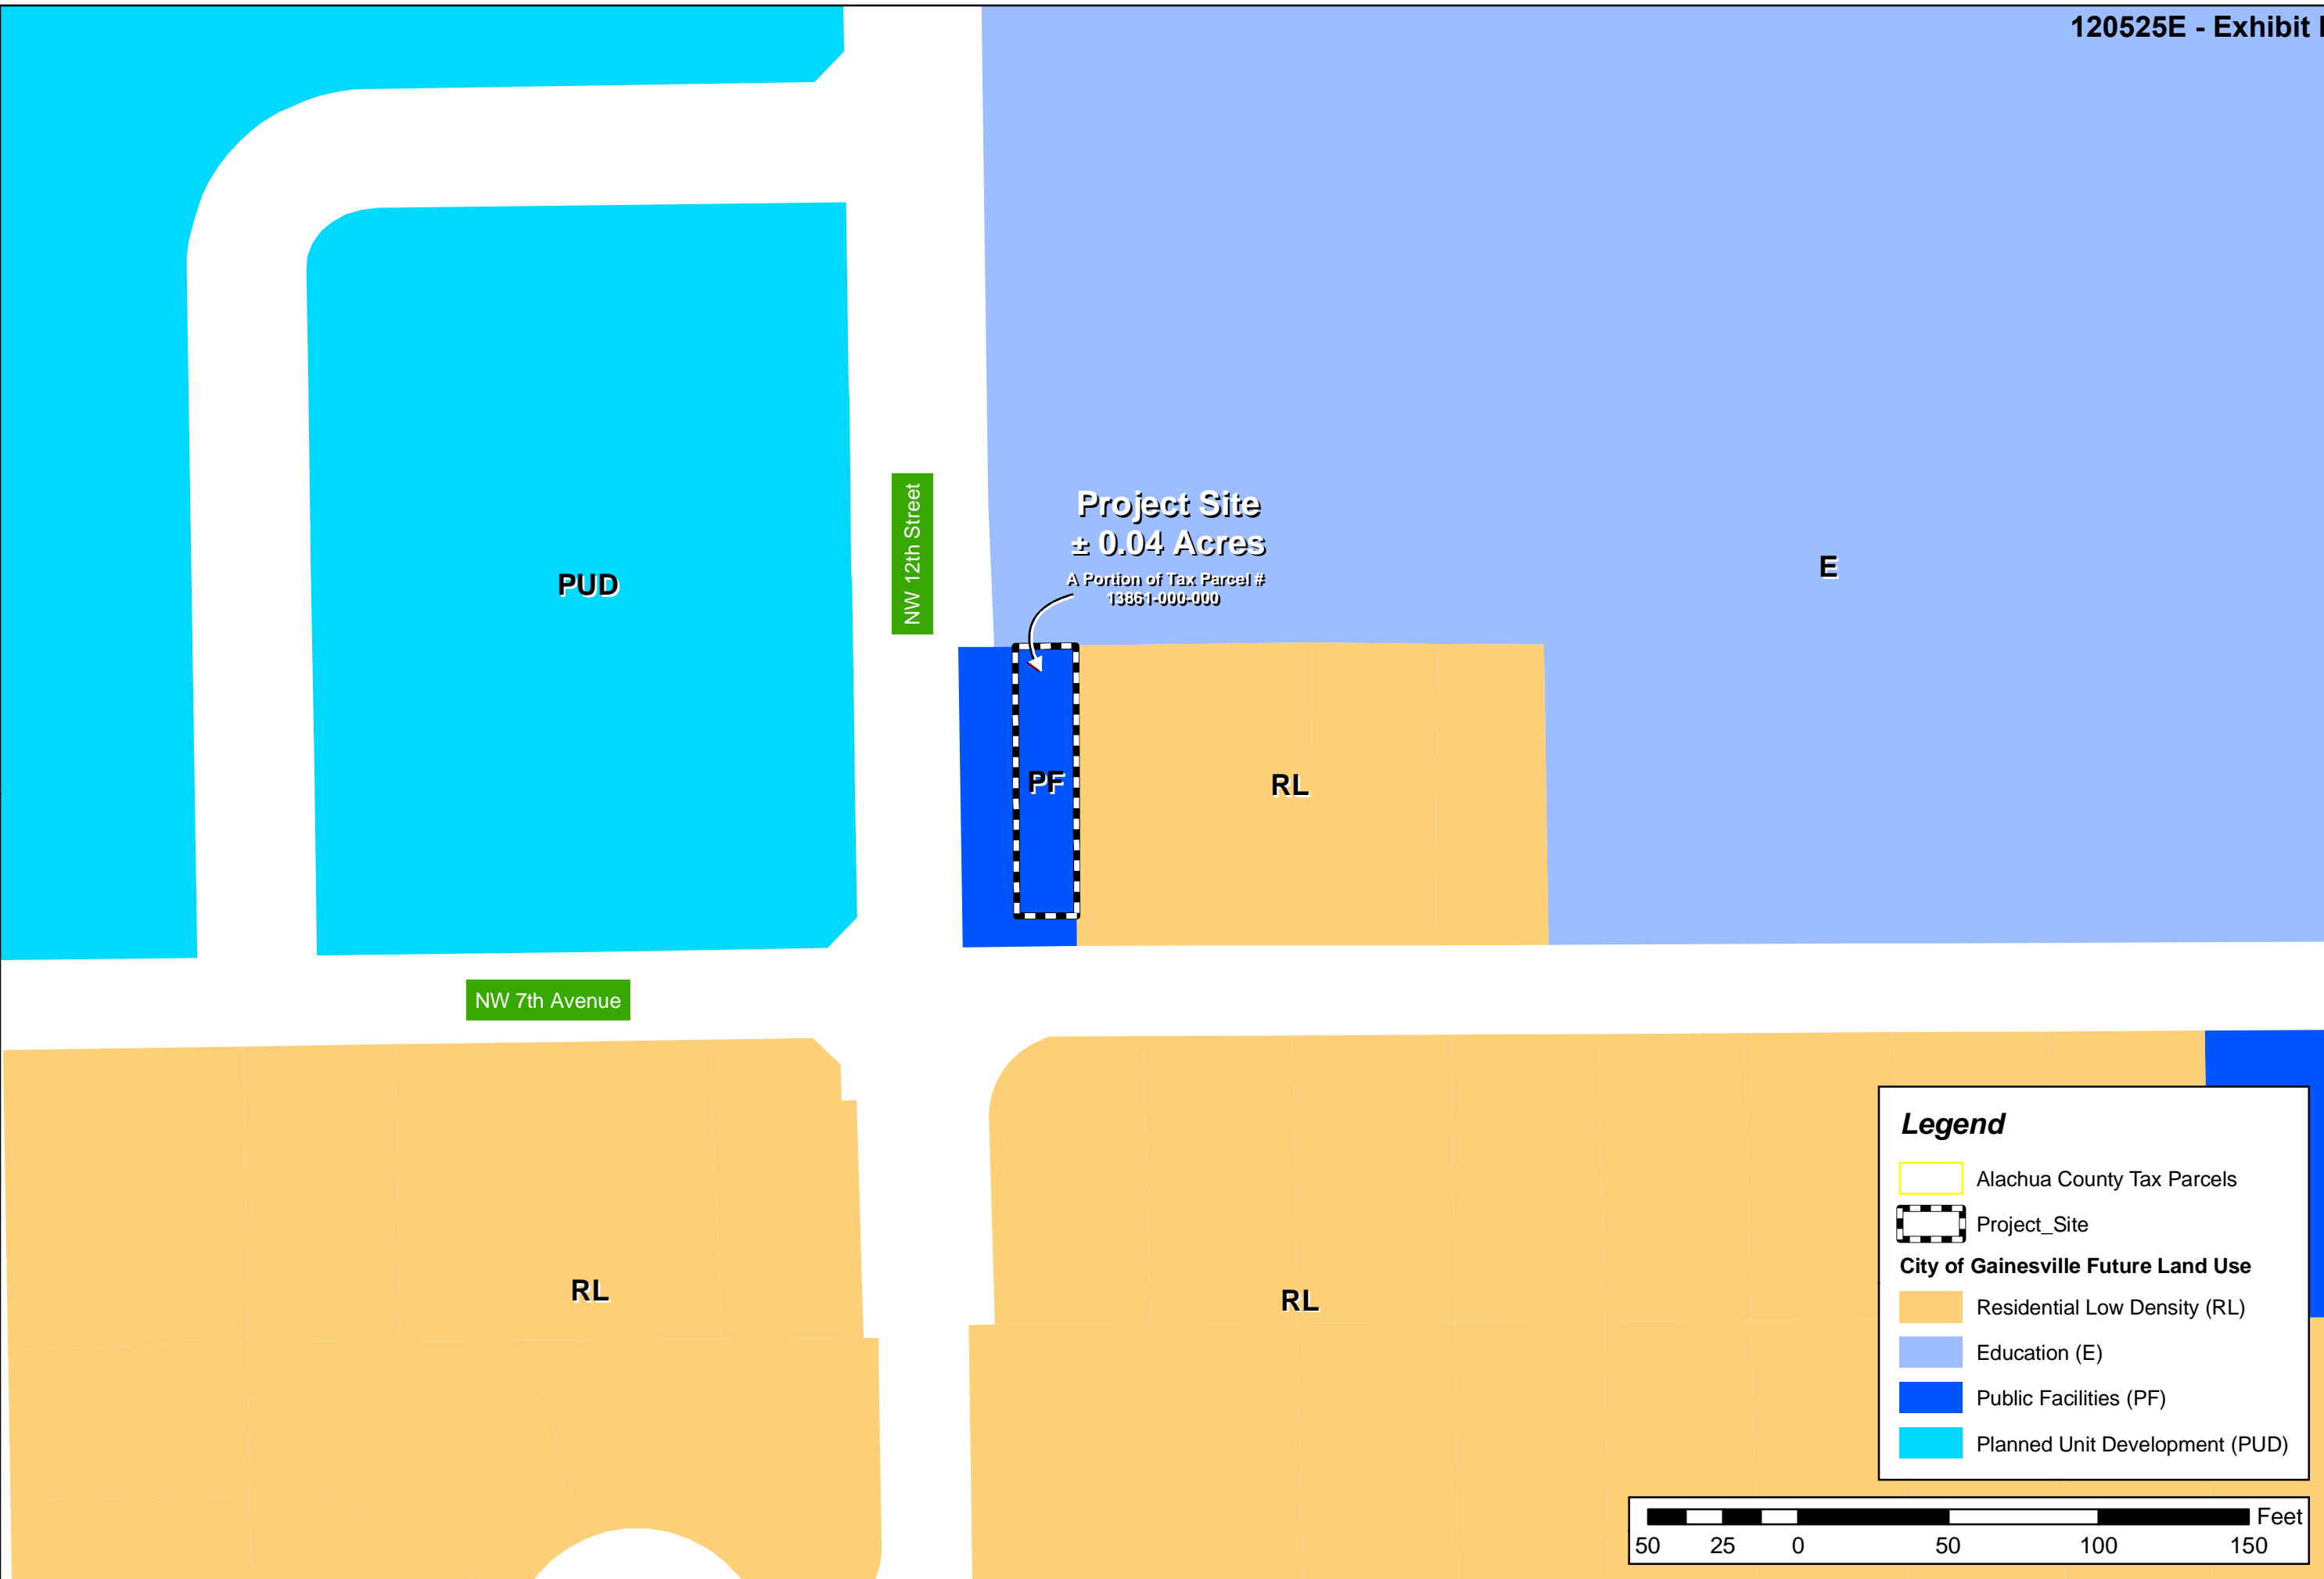 120525E - Exhibit
Project Site
± 0.04 Acres
A Portion of Tax Parcel #
13861-000-000
NW 12th Street
PUD
E
PF
RL
NW 7th Avenue
RL
RL
Legend
Alachua County Tax Parcels
Project_Site
City of Gainesville Future Land Use
Residential Low Density (RL)
Education (E)
Public Facilities (PF)
Planned Unit Development (PUD)
Feet
50 25 0 50 100 150